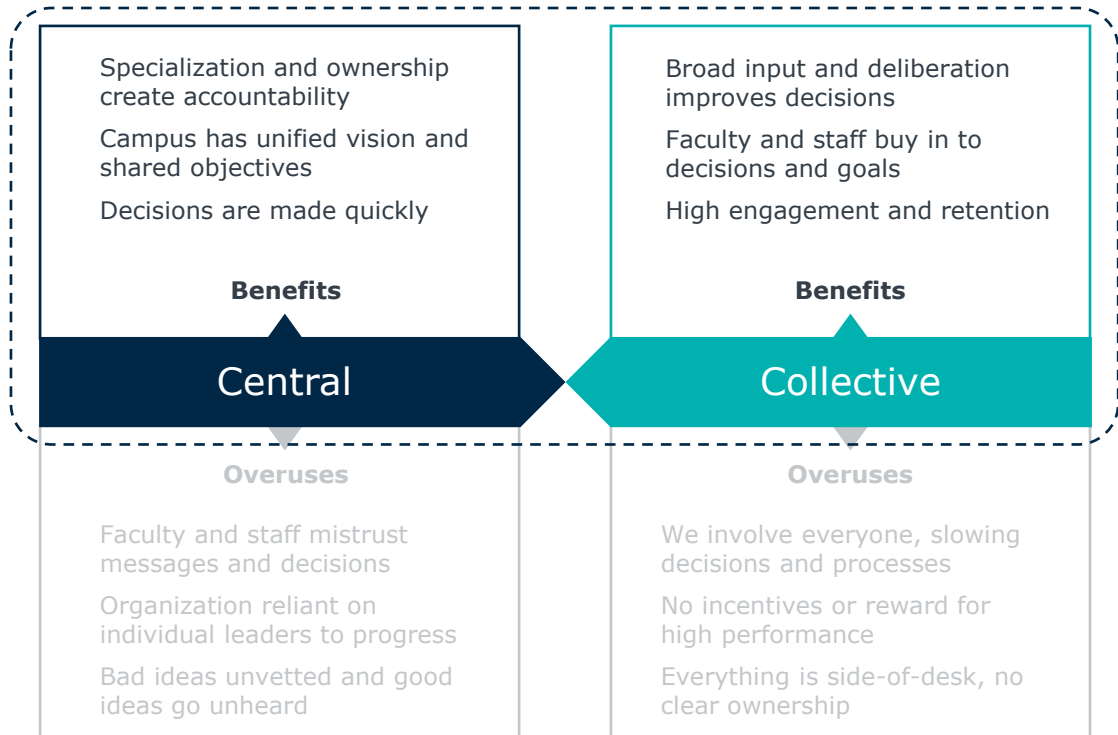 Specialization and ownership
create accountability
Campus has unified vision and
shared objectives
Decisions are made quickly
Benefits
Central
Overuses
Faculty and staff mistrust
messages and decisions
Organization reliant on
individual leaders to progress
Bad ideas unvetted and good
ideas go unheard
Broad input and deliberation
improves decisions
Faculty and staff buy in to
decisions and goals
High engagement and retention
Benefits
Collective
Overuses
We involve everyone, slowing
decisions and processes
No incentives or reward for
high performance
Everything is side-of-desk, no
clear ownership